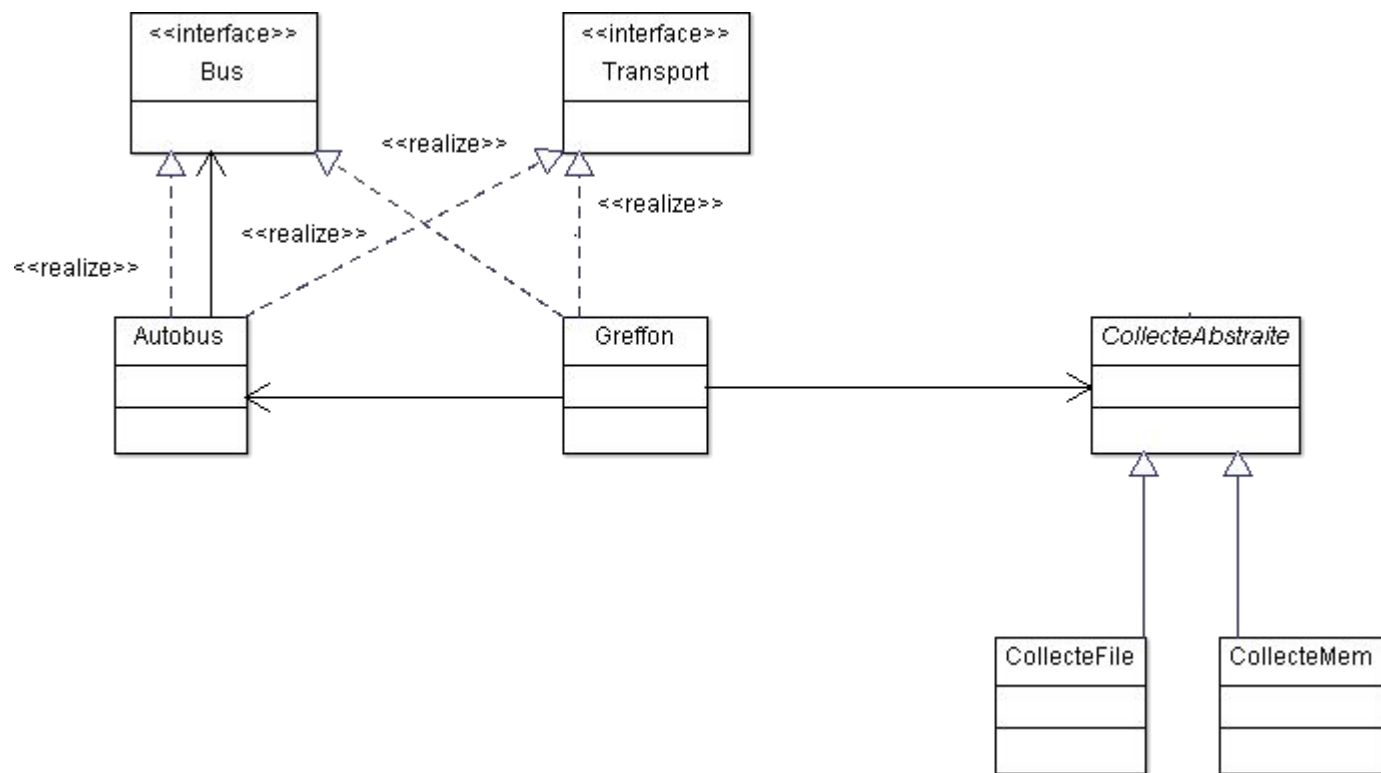 <<interface>>
Bus
<<interface>>
Transport
<<realize>>
<<realize>>
<<realize>>
<<realize>>
Autobus
Greffon
CollecteAbstraite
CollecteFile
CollecteMem